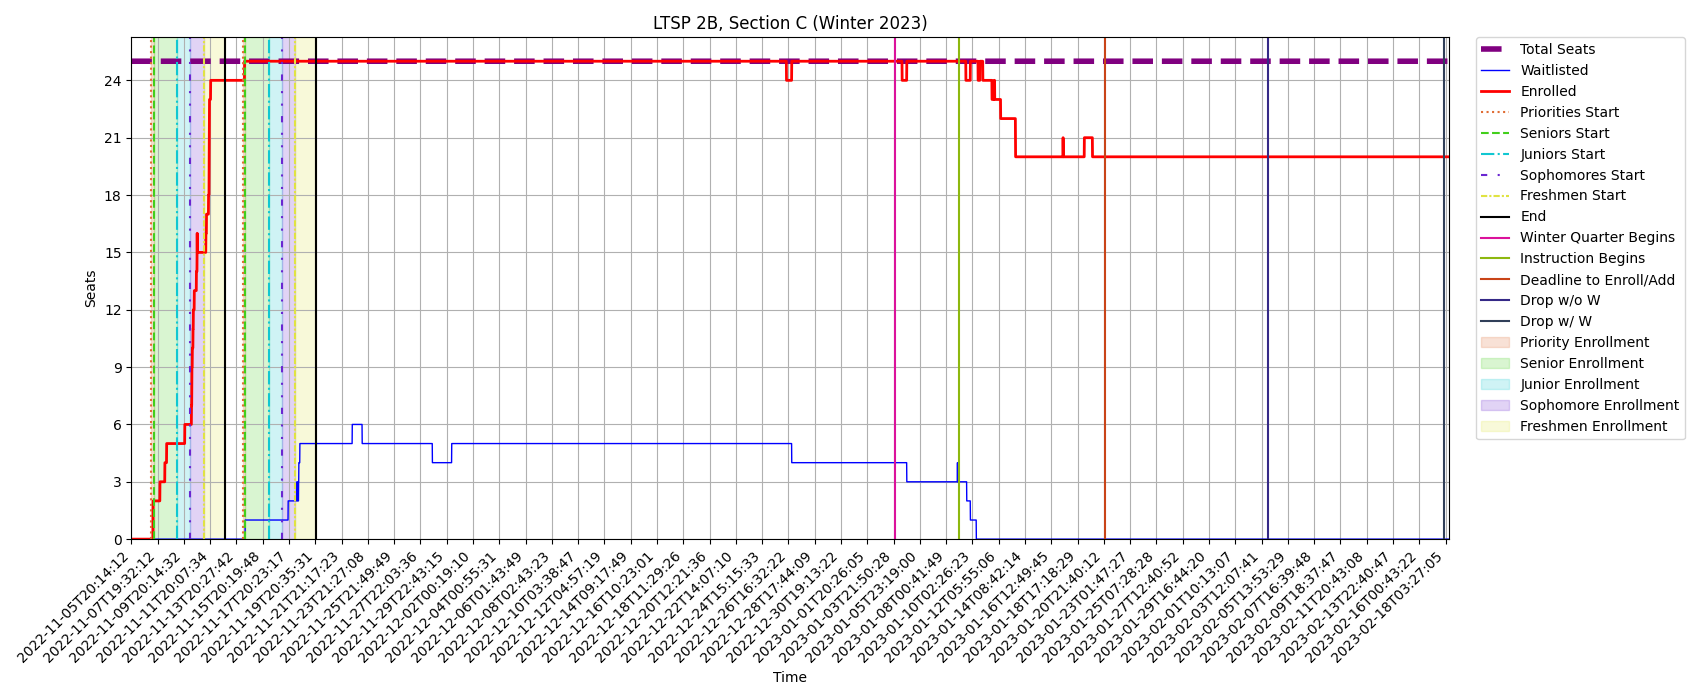 LTSP 2B, Section C (Winter 2023)
Seats
24
21
18
15
12
9
6
3
0
2022-11-05T20:14:12
2022-11-07T19:32:12
2022-11-09T20:14:32
2022-11-11T20:07:34
2022-11-13T20:27:42
2022-11-15T20:19:48
2022-11-17T20:23:17
2022-11-19T20:35:31
2022-11-21T21:17:23
2022-11-23T21:27:08
2022-11-25T21:49:49
2022-11-27T22:03:36
2022-11-29T22:43:15
2022-12-02T00:19:10
2022-12-04T00:55:31
2022-12-06T01:43:49
2022-12-08T02:43:23
2022-12-10T03:38:47
2022-12-12T04:57:19
2022-12-14T09:17:49
2022-12-16T10:23:01
2022-12-18T11:29:26
2022-12-20T12:21:36
2022-12-22T14:07:10
2022-12-24T15:15:33
2022-12-26T16:32:22
2022-12-28T17:44:09
2022-12-30T19:13:22
2023-01-01T20:26:05
2023-01-03T21:50:28
2023-01-05T23:19:00
2023-01-08T00:41:49
2023-01-10T02:26:23
2023-01-12T05:55:06
2023-01-14T08:42:14
2023-01-16T12:49:45
2023-01-18T17:18:29
2023-01-20T21:40:12
2023-01-23T01:47:27
2023-01-25T07:28:28
2023-01-27T12:40:52
2023-01-29T16:44:20
2023-02-01T10:13:07
2023-02-03T12:07:41
2023-02-05T13:53:29
2023-02-07T16:39:48
2023-02-09T18:37:47
2023-02-11T20:43:08
2023-02-13T22:40:47
2023-02-16T00:43:22
2023-02-18T03:27:05
Time
Total Seats
Waitlisted
Enrolled
Priorities Start
Seniors Start
Juniors Start
Sophomores Start
Freshmen Start
End
Winter Quarter Begins
Instruction Begins
Deadline to Enroll/Add
Drop w/o W
Drop w/ W
Priority Enrollment
Senior Enrollment
Junior Enrollment
Sophomore Enrollment
Freshmen Enrollment